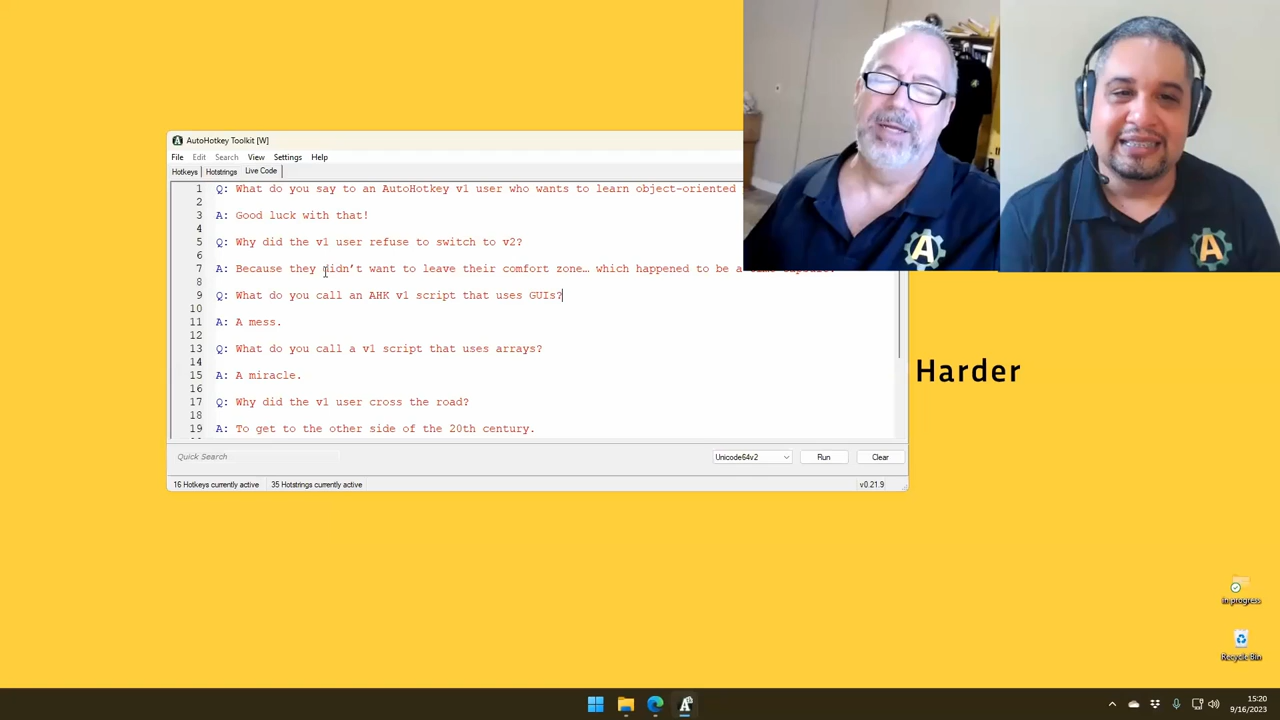 AutoHotkey Toolkit [W]
File Edit Search View Settings Help
Hotkeys Hotstrings Live Code
1 Q: What do you say to an AutoHotkey v1 user who wants to learn object-oriented
2
3 A: Good luck with that!
4
5 Q: Why did the v1 user refuse to switch to v2?
6
7 A: Because they didn’t want to leave their comfort zone… which happened to be a
8
9 Q: What do you call an AHK v1 script that uses GUIs?
10
11 A: A mess.
12
13 Q: What do you call a v1 script that uses arrays?
14
15 A: A miracle.
16
17 Q: Why did the v1 user cross the road?
18
19 A: To get to the other side of the 20th century.
Quick Search
Unicode64v2 Run Clear
16 Hotkeys currently active 35 Hotstrings currently active v0.21.9
Harder
A
A
in progress
Recycle Bin
15:20
9/16/2023